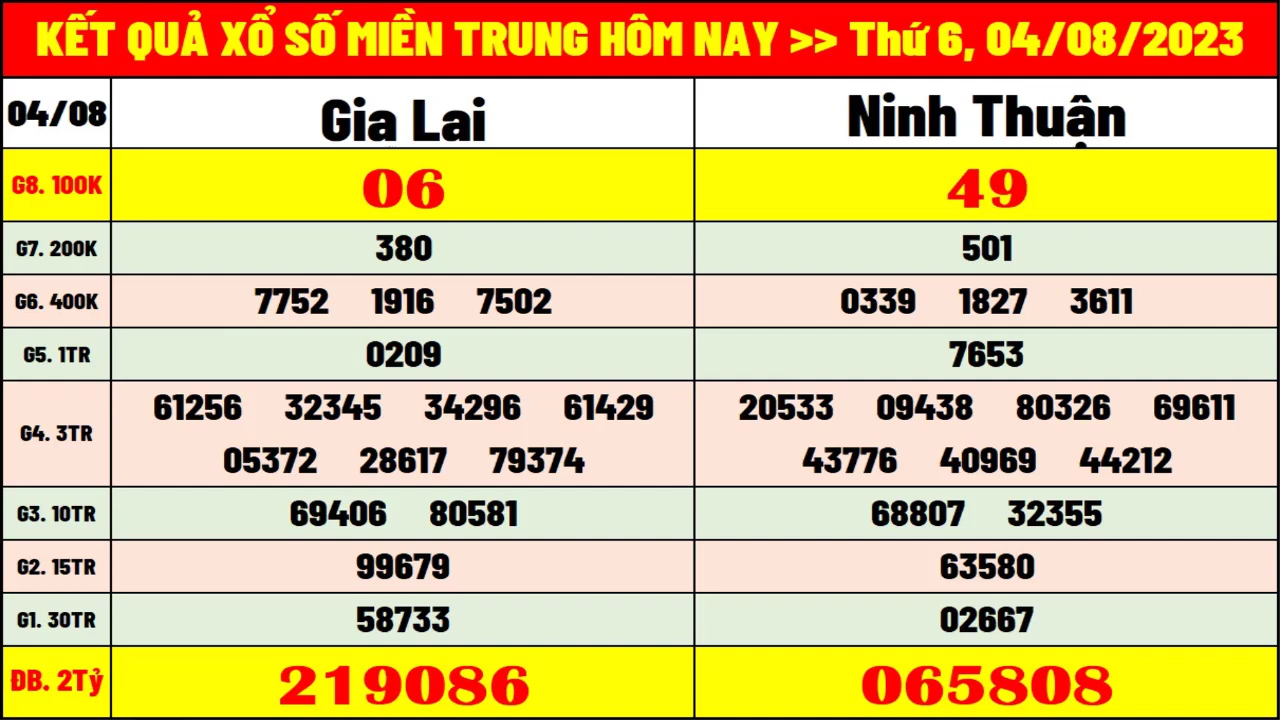 KẾT QUẢ XỔ SỐ MIỀN TRUNG HÔM NAY >> Thứ 6, 04/08/2023
04/08 Gia Lai Ninh Thuận
G8. 100K 06 49
G7. 200K 380 501
G6. 400K 7752 1916 7502 0339 1827 3611
G5. 1TR 0209 7653
G4. 3TR 61256 32345 34296 61429 20533 09438 80326 69611
05372 28617 79374 43776 40969 44212
G3. 10TR 69406 80581 68807 32355
G2. 15TR 99679 63580
G1. 30TR 58733 02667
ĐB. 2Tỷ 219086 065808